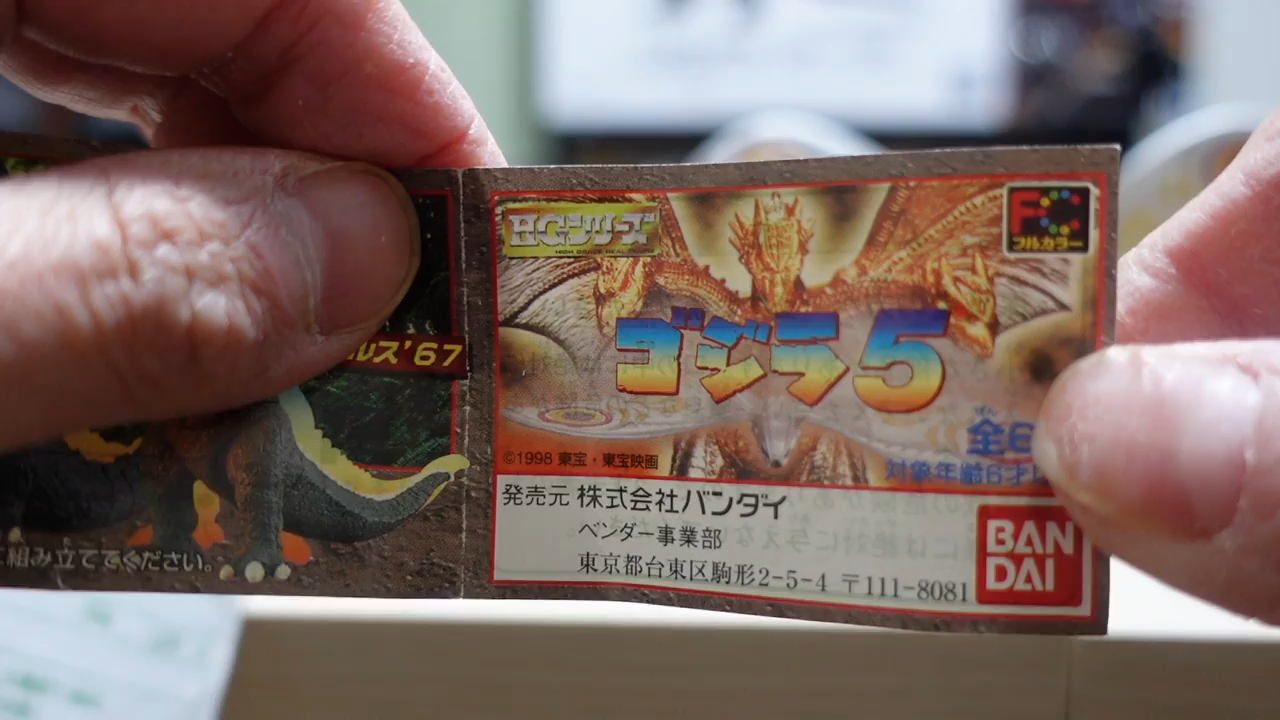 HGシリーズ
FC
フルカラー
ゴジラ5
全6
対象年齢6才
©1998 東宝・東宝映画
発売元 株式会社バンダイ
ベンダー事業部
東京都台東区駒形2-5-4 〒111-8081
BAN
DAI
ルス'67
組み立ててください。